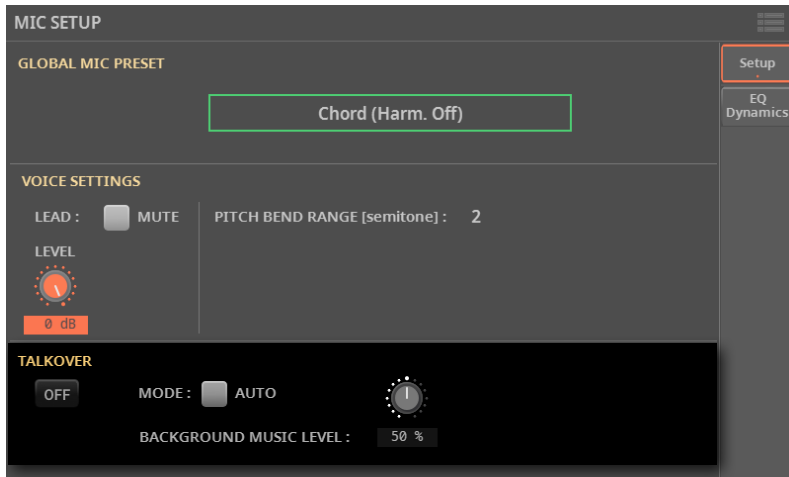 MIC SETUP
GLOBAL MIC PRESET
Setup
Chord (Harm. Off)
EQ
Dynamics
VOICE SETTINGS
LEAD : MUTE PITCH BEND RANGE [semitone] : 2
LEVEL
0 dB
TALKOVER
OFF MODE : AUTO
BACKGROUND MUSIC LEVEL : 50 %